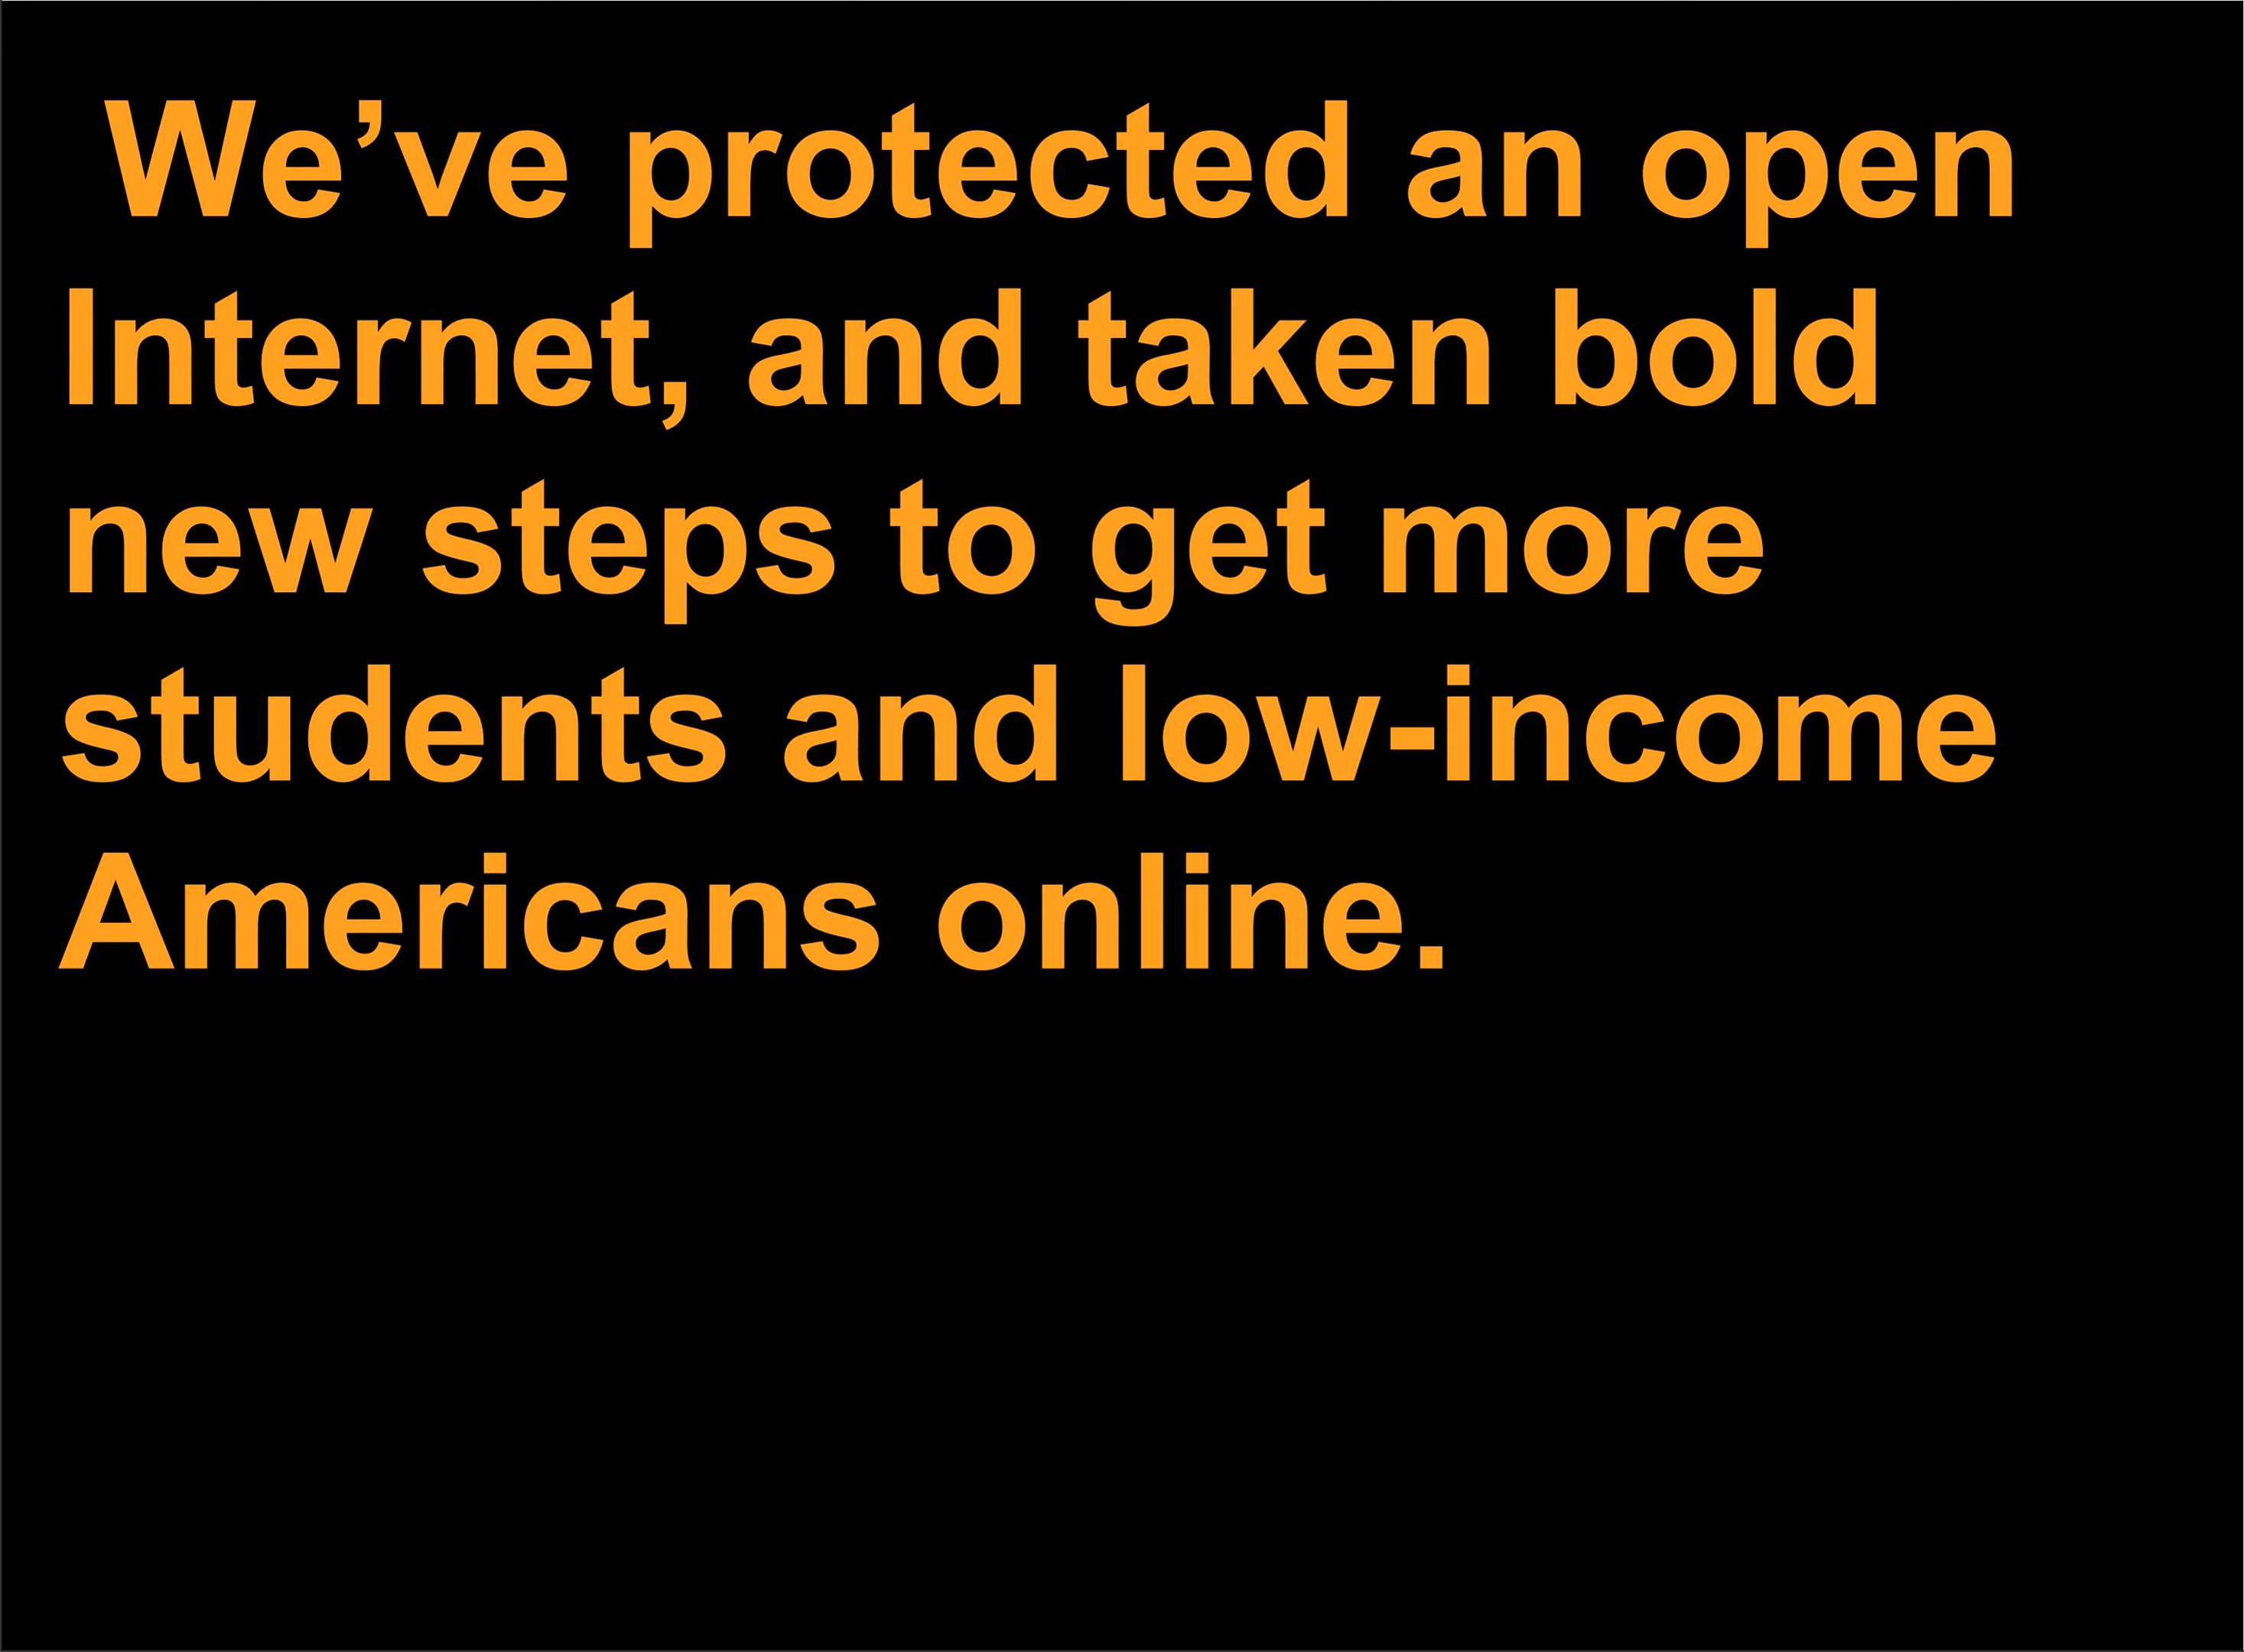 We’ve protected an open
Internet, and taken bold
new steps to get more
students and low-income
Americans online.